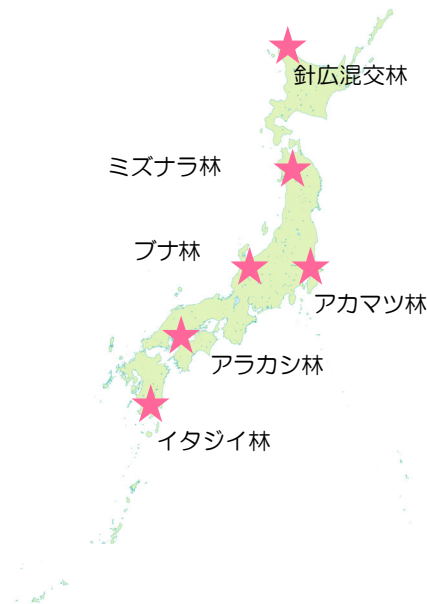 針広混交林
ミズナラ林
ブナ林
アカマツ林
アラカシ林
イタジイ林